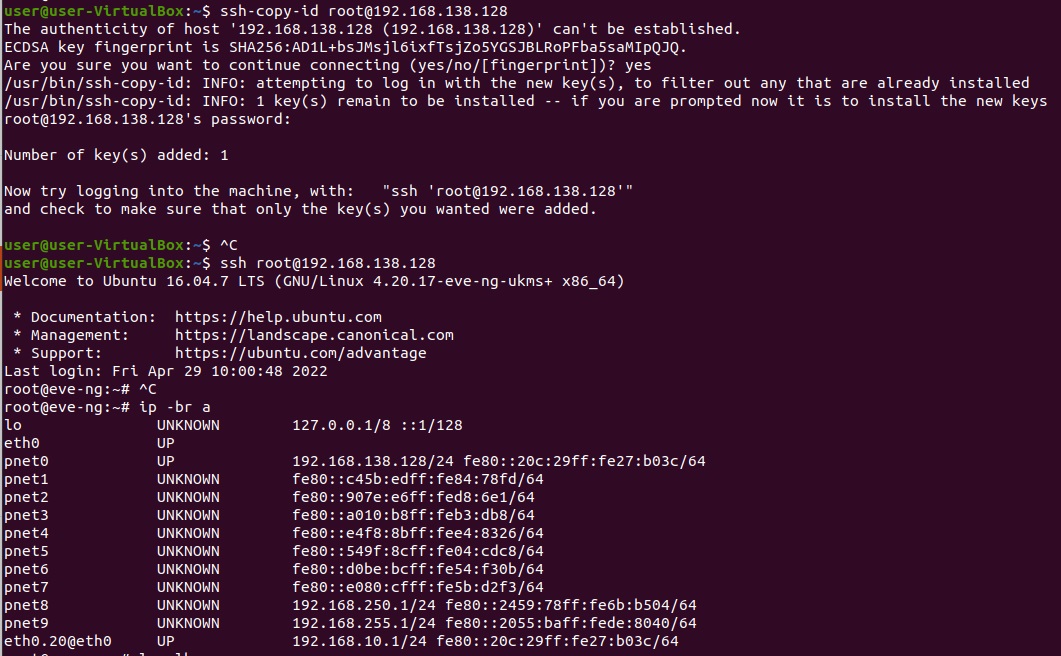 user@user-VirtualBox:~$ ssh-copy-id root@192.168.138.128
The authenticity of host '192.168.138.128 (192.168.138.128)' can't be established.
ECDSA key fingerprint is SHA256:AD1L+bsJMsjl6ixfTsjZo5YGSJBLRoPFba5saMIpQJQ.
Are you sure you want to continue connecting (yes/no/[fingerprint])? yes
/usr/bin/ssh-copy-id: INFO: attempting to log in with the new key(s), to filter out any that are already installed
/usr/bin/ssh-copy-id: INFO: 1 key(s) remain to be installed -- if you are prompted now it is to install the new keys
root@192.168.138.128's password:
Number of key(s) added: 1
Now try logging into the machine, with:   "ssh 'root@192.168.138.128'"
and check to make sure that only the key(s) you wanted were added.
user@user-VirtualBox:~$ ^C
user@user-VirtualBox:~$ ssh root@192.168.138.128
Welcome to Ubuntu 16.04.7 LTS (GNU/Linux 4.20.17-eve-ng-ukms+ x86_64)
 * Documentation:  https://help.ubuntu.com
 * Management:     https://landscape.canonical.com
 * Support:        https://ubuntu.com/advantage
Last login: Fri Apr 29 10:00:48 2022
root@eve-ng:~# ^C
root@eve-ng:~# ip -br a
lo               UNKNOWN        127.0.0.1/8 ::1/128
eth0             UP
pnet0            UP             192.168.138.128/24 fe80::20c:29ff:fe27:b03c/64
pnet1            UNKNOWN        fe80::c45b:edff:fe84:78fd/64
pnet2            UNKNOWN        fe80::907e:e6ff:fed8:6e1/64
pnet3            UNKNOWN        fe80::a010:b8ff:feb3:db8/64
pnet4            UNKNOWN        fe80::e4f8:8bff:fee4:8326/64
pnet5            UNKNOWN        fe80::549f:8cff:fe04:cdc8/64
pnet6            UNKNOWN        fe80::d0be:bcff:fe54:f30b/64
pnet7            UNKNOWN        fe80::e080:cfff:fe5b:d2f3/64
pnet8            UNKNOWN        192.168.250.1/24 fe80::2459:78ff:fe6b:b504/64
pnet9            UNKNOWN        192.168.255.1/24 fe80::2055:baff:fede:8040/64
eth0.20@eth0     UP             192.168.10.1/24 fe80::20c:29ff:fe27:b03c/64